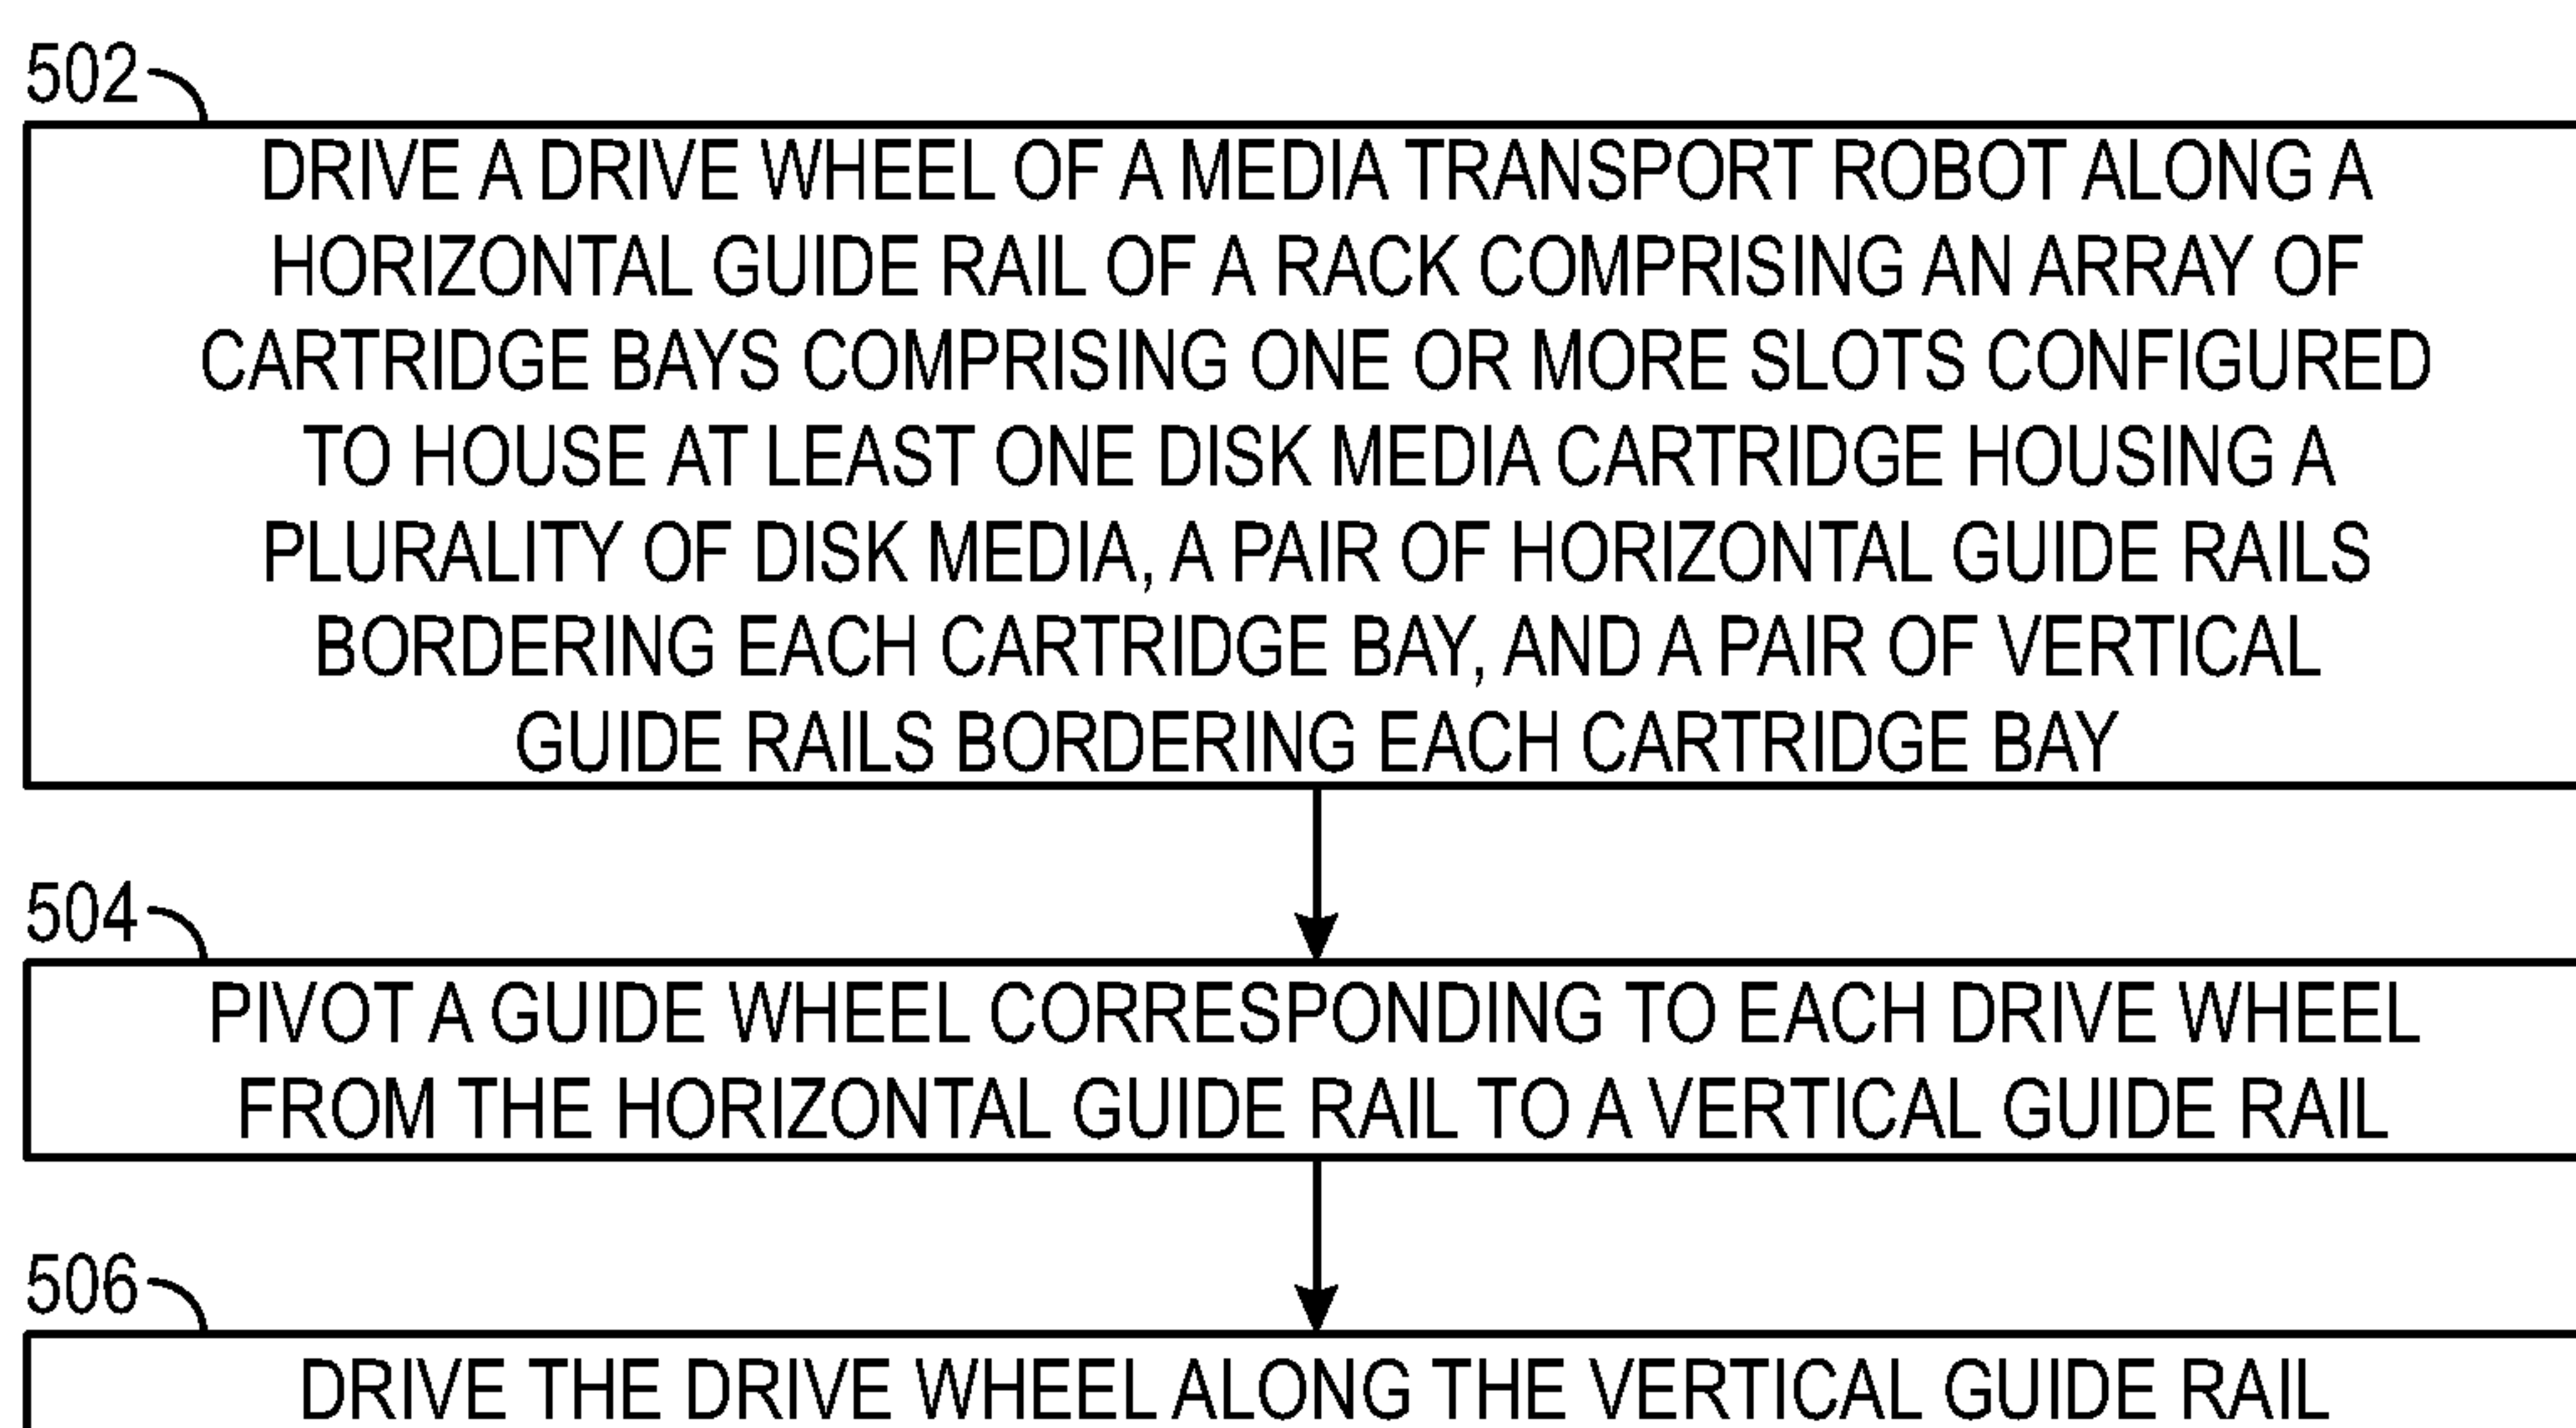 502
DRIVE A DRIVE WHEEL OF A MEDIA TRANSPORT ROBOT ALONG A
HORIZONTAL GUIDE RAIL OF A RACK COMPRISING AN ARRAY OF
CARTRIDGE BAYS COMPRISING ONE OR MORE SLOTS CONFIGURED
TO HOUSE AT LEAST ONE DISK MEDIA CARTRIDGE HOUSING A
PLURALITY OF DISK MEDIA, A PAIR OF HORIZONTAL GUIDE RAILS
BORDERING EACH CARTRIDGE BAY, AND A PAIR OF VERTICAL
GUIDE RAILS BORDERING EACH CARTRIDGE BAY
504
PIVOT A GUIDE WHEEL CORRESPONDING TO EACH DRIVE WHEEL
FROM THE HORIZONTAL GUIDE RAIL TO A VERTICAL GUIDE RAIL
506
DRIVE THE DRIVE WHEEL ALONG THE VERTICAL GUIDE RAIL